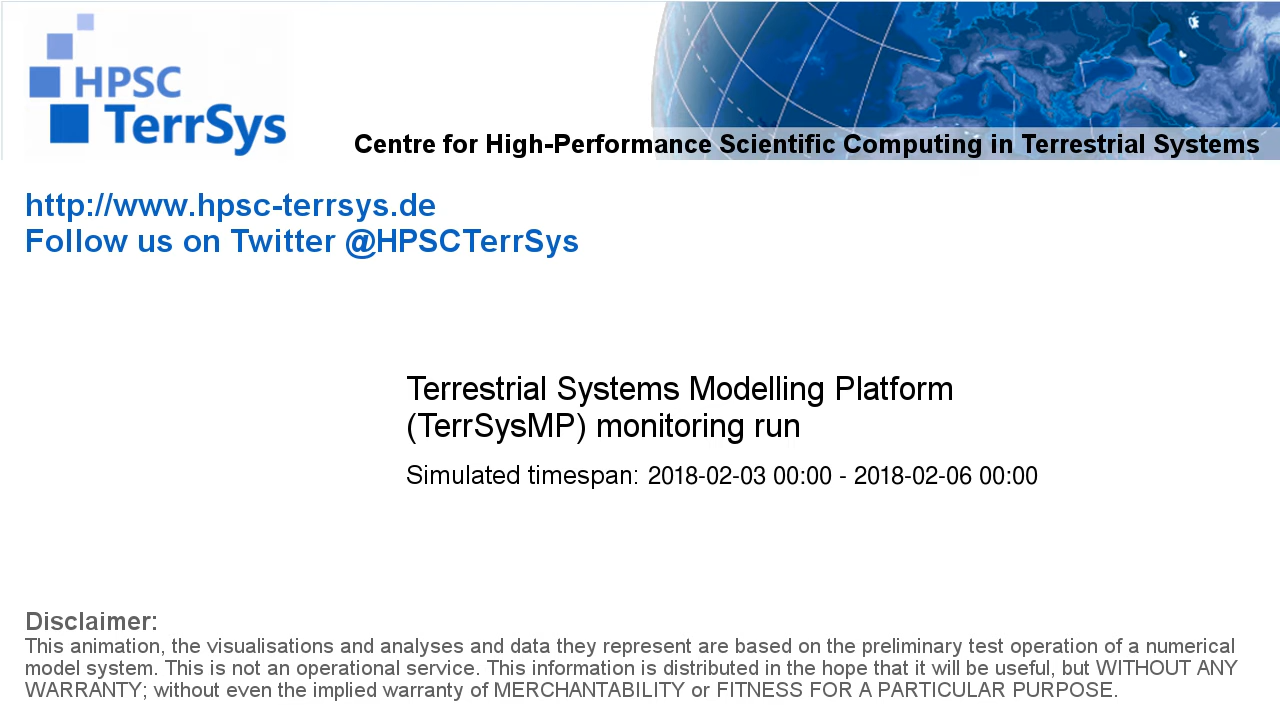 HPSC
TerrSys
Centre for High-Performance Scientific Computing in Terrestrial Systems
http://www.hpsc-terrsys.de
Follow us on Twitter @HPSCTerrSys
Terrestrial Systems Modelling Platform
(TerrSysMP) monitoring run
Simulated timespan: 2018-02-03 00:00 - 2018-02-06 00:00
Disclaimer:
This animation, the visualisations and analyses and data they represent are based on the preliminary test operation of a numerical
model system. This is not an operational service. This information is distributed in the hope that it will be useful, but WITHOUT ANY
WARRANTY; without even the implied warranty of MERCHANTABILITY or FITNESS FOR A PARTICULAR PURPOSE.